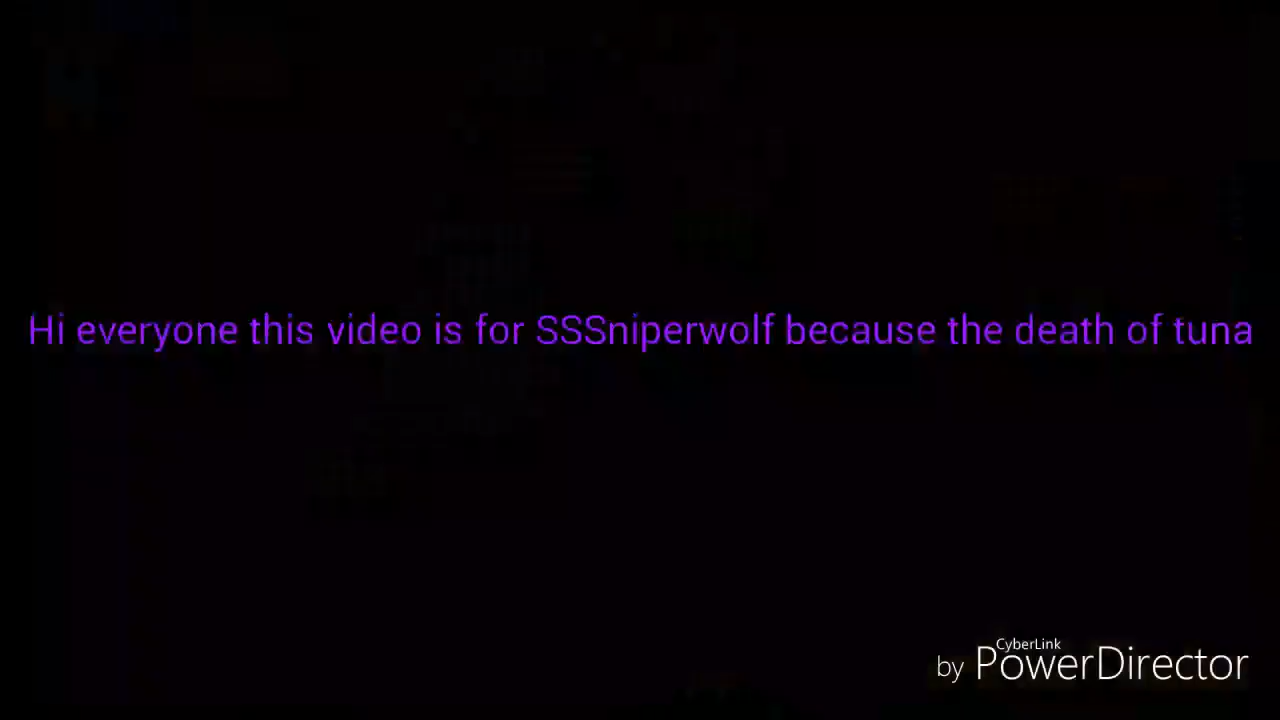 Hi everyone this video is for SSSniperwolf because the death of tuna
CyberLink
by PowerDirector